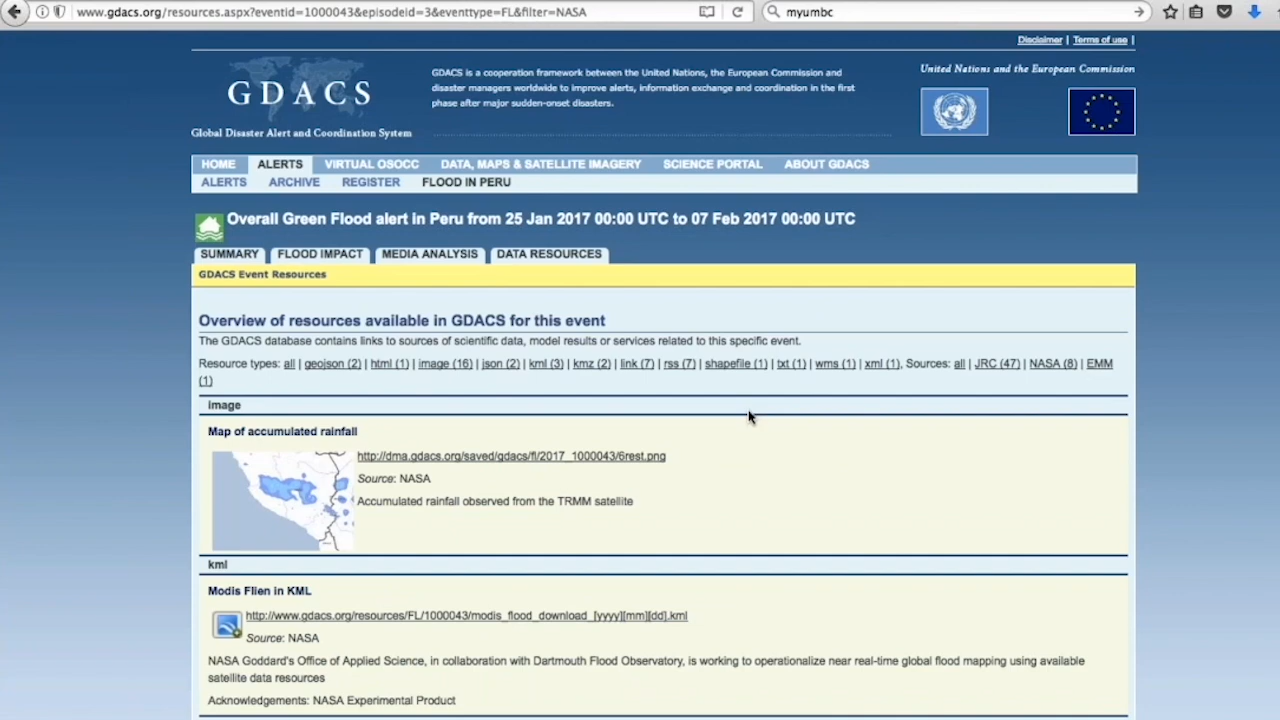 www.gdacs.org/resources.aspx?eventid=1000043&episodeid=3&eventtype=FL&filter=NASA
myumbc
Disclaimer | Terms of use |
GDACS
Global Disaster Alert and Coordination System
GDACS is a cooperation framework between the United Nations, the European Commission and
disaster managers worldwide to improve alerts, information exchange and coordination in the first
phase after major sudden-onset disasters.
United Nations and the European Commission
HOME ALERTS VIRTUAL OSOCC DATA, MAPS & SATELLITE IMAGERY SCIENCE PORTAL ABOUT GDACS
ALERTS ARCHIVE REGISTER FLOOD IN PERU
Overall Green Flood alert in Peru from 25 Jan 2017 00:00 UTC to 07 Feb 2017 00:00 UTC
SUMMARY FLOOD IMPACT MEDIA ANALYSIS DATA RESOURCES
GDACS Event Resources
Overview of resources available in GDACS for this event
The GDACS database contains links to sources of scientific data, model results or services related to this specific event.
Resource types: all | geojson (2) | html (1) | image (16) | json (2) | kml (3) | kmz (2) | link (7) | rss (7) | shapefile (1) | txt (1) | wms (1) | xml (1), Sources: all | JRC (47) | NASA (8) | EMM
(1)
image
Map of accumulated rainfall
http://dma.gdacs.org/saved/gdacs/fl/2017_1000043/6rest.png
Source: NASA
Accumulated rainfall observed from the TRMM satellite
kml
Modis Flien in KML
http://www.gdacs.org/resources/FL/1000043/modis_flood_download_[yyyy][mm][dd].kml
Source: NASA
NASA Goddard's Office of Applied Science, in collaboration with Dartmouth Flood Observatory, is working to operationalize near real-time global flood mapping using available
satellite data resources
Acknowledgements: NASA Experimental Product